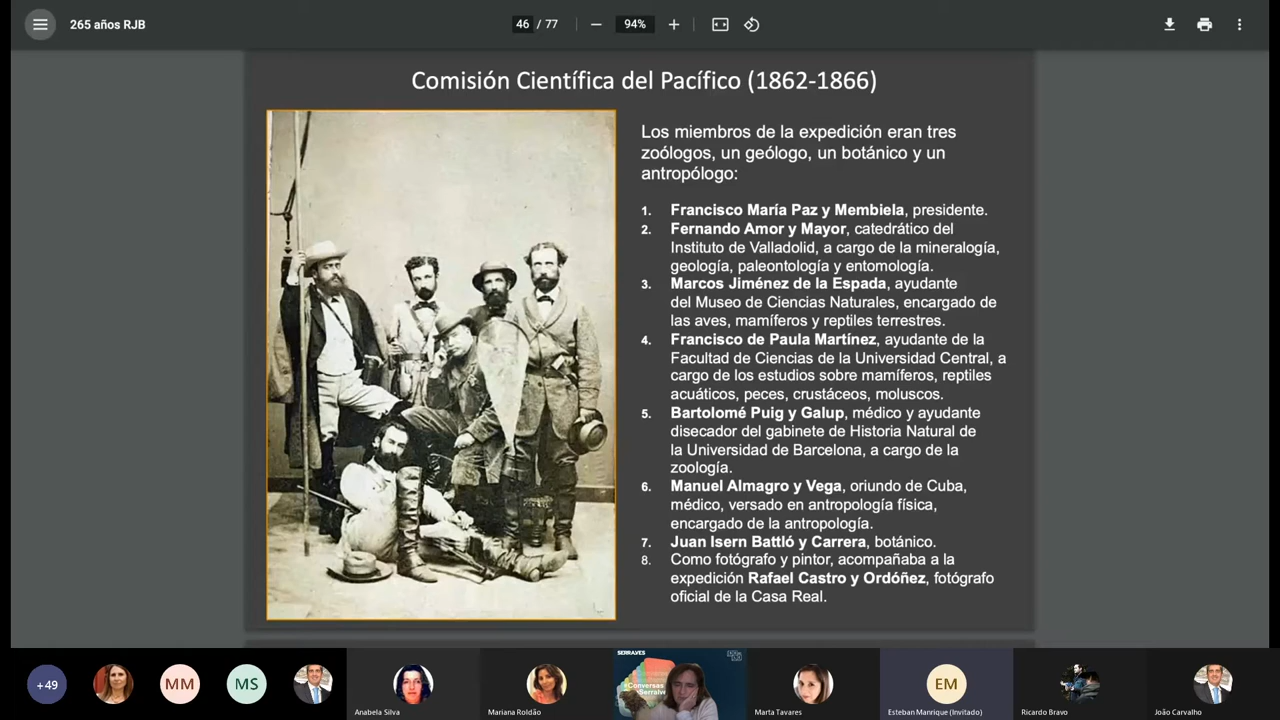 265 años RJB
46 / 77
94%
Comisión Científica del Pacífico (1862-1866)
Los miembros de la expedición eran tres
zoólogos, un geólogo, un botánico y un
antropólogo:
1. Francisco María Paz y Membiela, presidente.
2. Fernando Amor y Mayor, catedrático del
Instituto de Valladolid, a cargo de la mineralogía,
geología, paleontología y entomología.
3. Marcos Jiménez de la Espada, ayudante
del Museo de Ciencias Naturales, encargado de
las aves, mamíferos y reptiles terrestres.
4. Francisco de Paula Martínez, ayudante de la
Facultad de Ciencias de la Universidad Central, a
cargo de los estudios sobre mamíferos, reptiles
acuáticos, peces, crustáceos, moluscos.
5. Bartolomé Puig y Galup, médico y ayudante
disecador del gabinete de Historia Natural de
la Universidad de Barcelona, a cargo de la
zoología.
6. Manuel Almagro y Vega, oriundo de Cuba,
médico, versado en antropología física,
encargado de la antropología.
7. Juan Isern Battló y Carrera, botánico.
8. Como fotógrafo y pintor, acompañaba a la
expedición Rafael Castro y Ordóñez, fotógrafo
oficial de la Casa Real.
+49
MM
MS
SERRALVES
#Conversas
EM
Anabela Silva
Mariana Roldão
Marta Tavares
Esteban Manrique (Invitado)
Ricardo Bravo
João Carvalho